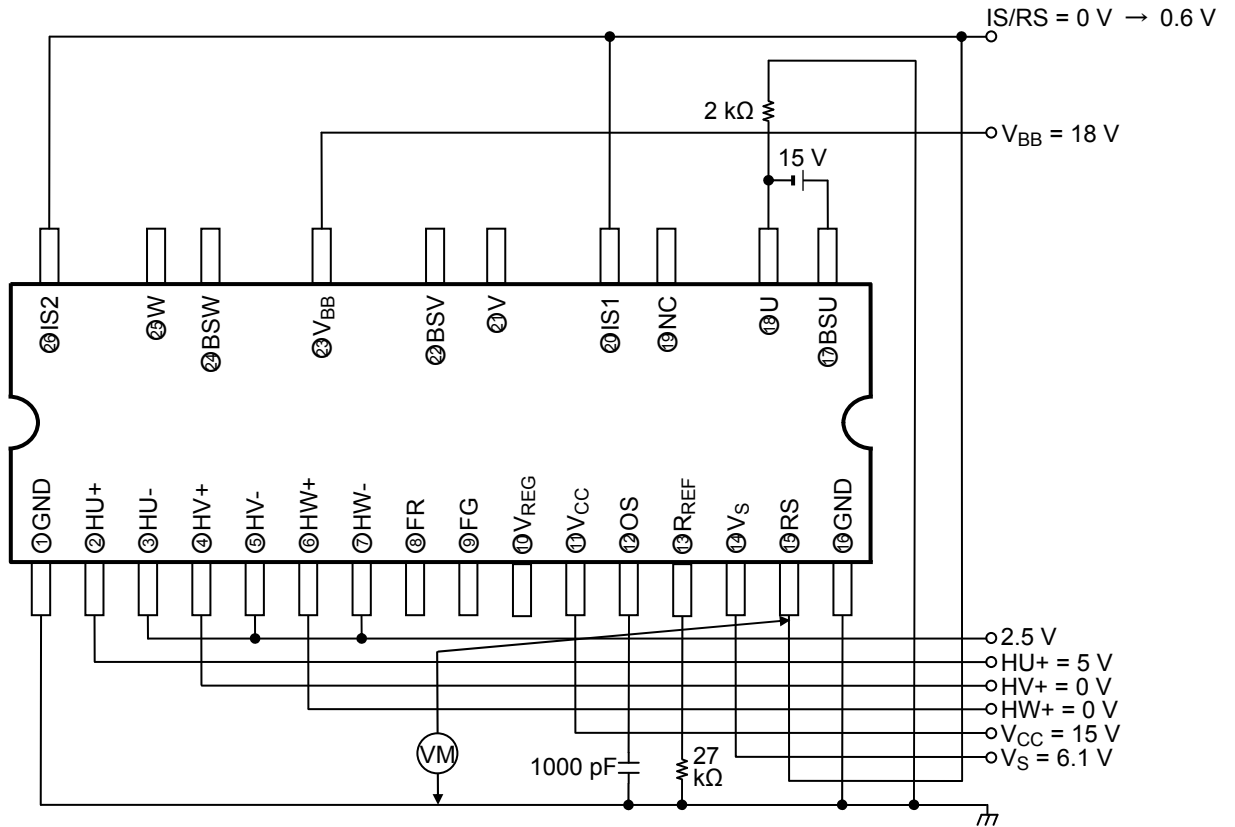 IS/RS = 0 V → 0.6 V
2 kΩ
V_BB = 18 V
15 V
㉖IS2
㉕W
㉔BSW
㉓V_BB
㉒BSV
㉑V
⑳IS1
⑲NC
⑱U
⑰BSU
①GND
②HU+
③HU-
④HV+
⑤HV-
⑥HW+
⑦HW-
⑧FR
⑨FG
⑩V_REG
⑪V_CC
⑫OS
⑬R_REF
⑭V_S
⑮RS
⑯GND
2.5 V
HU+ = 5 V
HV+ = 0 V
HW+ = 0 V
V_CC = 15 V
V_S = 6.1 V
VM
1000 pF
27
kΩ